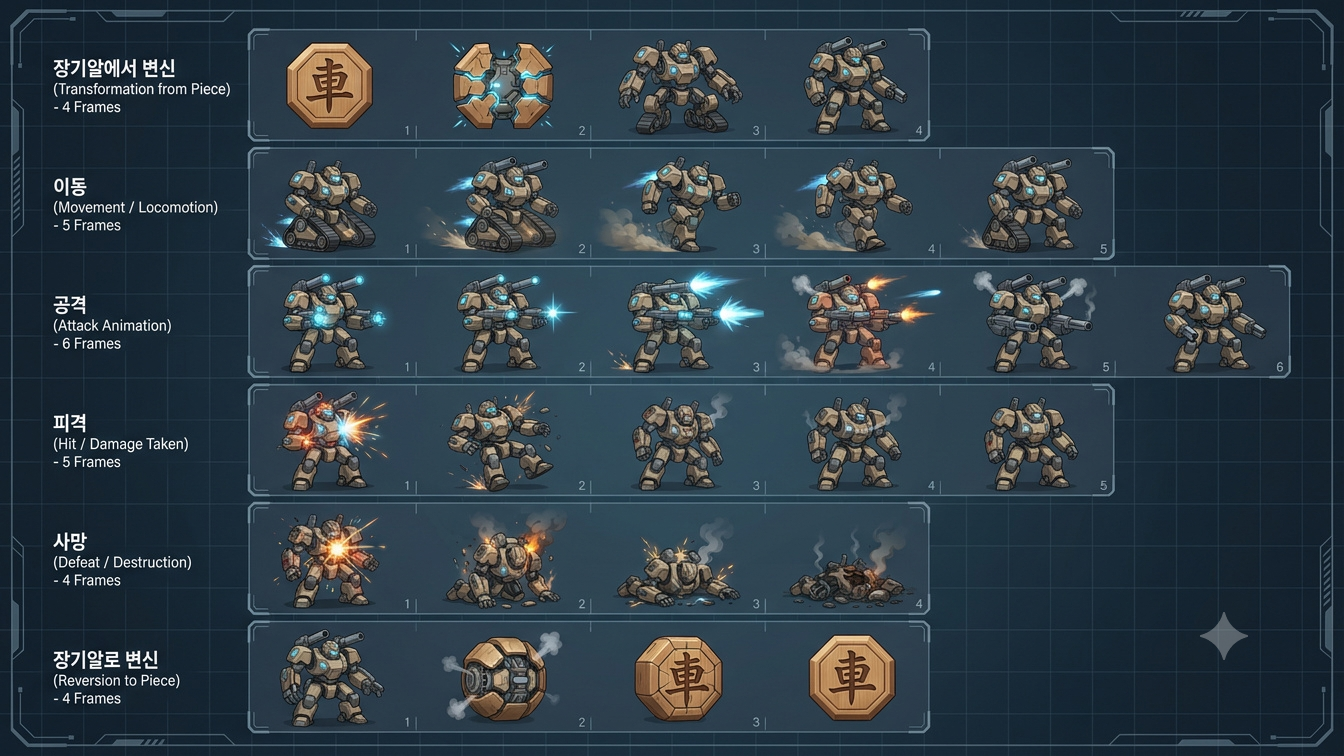 장기알에서 변신
(Transformation from Piece)
- 4 Frames
車
1
2
3
4
이동
(Movement / Locomotion)
- 5 Frames
1
2
3
4
5
공격
(Attack Animation)
- 6 Frames
1
2
3
4
5
6
피격
(Hit / Damage Taken)
- 5 Frames
1
2
3
4
5
사망
(Defeat / Destruction)
- 4 Frames
1
2
3
4
장기알로 변신
(Reversion to Piece)
- 4 Frames
車
車
1
2
3